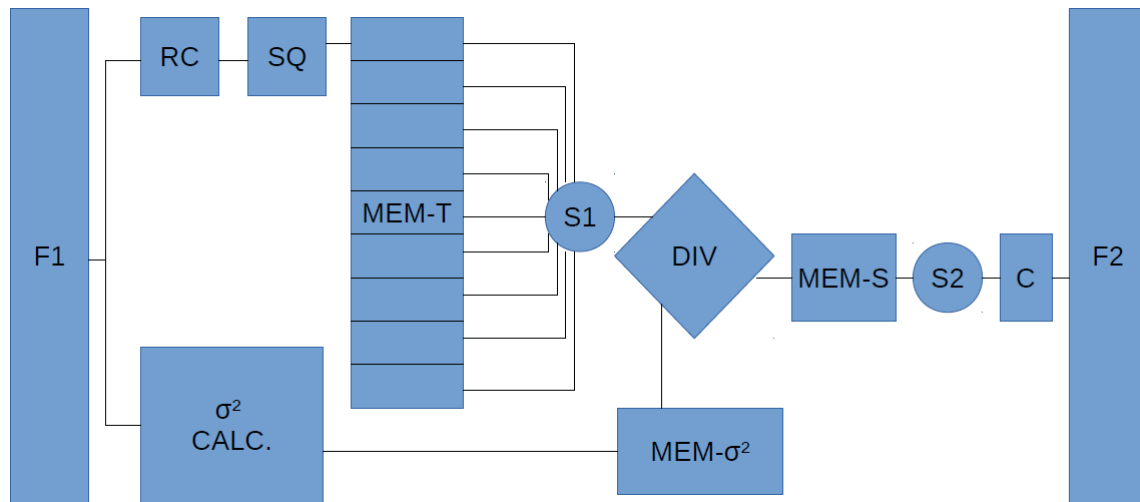 RC
SQ
MEM-T
S1
F1
DIV
F2
MEM-S
S2
C
σ²
CALC.
MEM-σ²